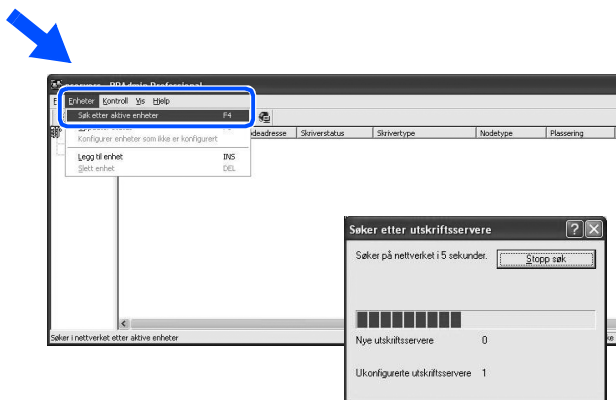 BRAdmin Professional
Enheter Kontroll Vis Hjelp
Søk etter aktive enheter F4
Konfigurer enheter som ikke er konfigurert
Legg til enhet INS
Slett enhet DEL
Skriverstatus Skrivertype Nodetype Plassering
Søker etter utskriftsservere
Søker på nettverket i 5 sekunder.
Stopp søk
Nye utskriftsservere 0
Ukonfigurerte utskriftsservere 1
Søker i nettverket etter aktive enheter